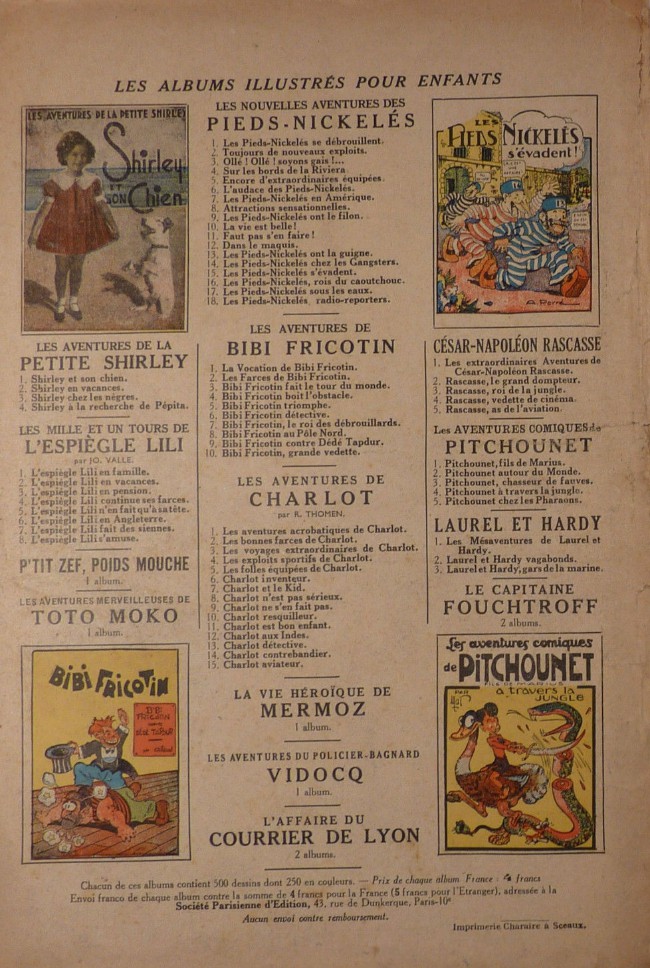 LES ALBUMS ILLUSTRÉS POUR ENFANTS
LES AVENTURES DE LA PETITE SHIRLEY
Shirley
ET
SON Chien
LES AVENTURES DE LA
PETITE SHIRLEY
1. Shirley et son chien.
2. Shirley en vacances.
3. Shirley chez les nègres.
4. Shirley à la recherche de Pépita.
LES MILLE ET UN TOURS DE
L'ESPIÈGLE LILI
par JO. VALLE.
1. L'espiègle Lili en famille.
2. L'espiègle Lili en vacances.
3. L'espiègle Lili en pension.
4. L'espiègle Lili continue ses farces.
5. L'espiègle Lili n'en fait qu'à sa tête.
6. L'espiègle Lili en Angleterre.
7. L'espiègle Lili fait des siennes.
8. L'espiègle Lili s'amuse.
P'TIT ZEF, POIDS MOUCHE
1 album.
LES AVENTURES MERVEILLEUSES DE
TOTO MOKO
1 album.
BIBI FRICOTIN
BIBI
FRICOTIN
LES NOUVELLES AVENTURES DES
PIEDS-NICKELÉS
1. Les Pieds-Nickelés se débrouillent.
2. Toujours de nouveaux exploits.
3. Ollé ! Ollé ! soyons gais !...
4. Sur les bords de la Riviera
5. Encore d'extraordinaires équipées.
6. L'audace des Pieds-Nickelés.
7. Les Pieds-Nickelés en Amérique.
8. Attractions sensationnelles.
9. Les Pieds-Nickelés ont le filon.
10. La vie est belle !
11. Faut pas s'en faire !
12. Dans le maquis.
13. Les Pieds-Nickelés ont la guigne.
14. Les Pieds-Nickelés chez les Gangsters.
15. Les Pieds-Nickelés s'évadent.
16. Les Pieds-Nickelés, rois du caoutchouc.
17. Les Pieds-Nickelés sous les eaux.
18. Les Pieds-Nickelés radio-reporters.
LES AVENTURES DE
BIBI FRICOTIN
1. La Vocation de Bibi Fricotin.
2. Les Farces de Bibi Fricotin.
3. Bibi Fricotin fait le tour du monde.
4. Bibi Fricotin boit l'obstacle.
5. Bibi Fricotin triomphe.
6. Bibi Fricotin détective.
7. Bibi Fricotin, le roi des débrouillards.
8. Bibi Fricotin au Pôle Nord.
9. Bibi Fricotin contre Dédé Tapdur.
10. Bibi Fricotin, grande vedette.
LES AVENTURES DE
CHARLOT
par R. THOMEN.
1. Les aventures acrobatiques de Charlot.
2. Les bonnes farces de Charlot.
3. Les voyages extraordinaires de Charlot.
4. Les exploits sportifs de Charlot.
5. Les folles équipées de Charlot.
6. Charlot inventeur.
7. Charlot et le Kid.
8. Charlot n'est pas sérieux.
9. Charlot ne s'en fait pas.
10. Charlot resquilleur.
11. Charlot est bon enfant.
12. Charlot aux Indes.
13. Charlot détective.
14. Charlot contrebandier.
15. Charlot aviateur.
LA VIE HÉROÏQUE DE
MERMOZ
1 album.
LES AVENTURES DU POLICIER-BAGNARD
VIDOCQ
1 album.
L'AFFAIRE DU
COURRIER DE LYON
2 albums.
LES
PIEDS NICKELÉS
s'évadent !
CÉSAR-NAPOLÉON RASCASSE
1. Les extraordinaires Aventures de
César-Napoléon Rascasse.
2. Rascasse, le grand dompteur.
3. Rascasse, roi de la jungle.
4. Rascasse, vedette de cinéma.
5. Rascasse, as de l'aviation.
Les AVENTURES COMIQUES de
PITCHOUNET
1. Pitchounet, fils de Marius.
2. Pitchounet autour du Monde.
3. Pitchounet, chasseur de fauves.
4. Pitchounet à travers la jungle.
5. Pitchounet chez les Pharaons.
LAUREL ET HARDY
1. Les Mésaventures de Laurel et
Hardy.
2. Laurel et Hardy vagabonds.
3. Laurel et Hardy, gars de la marine.
LE CAPITAINE
FOUCHTROFF
2 albums.
Les aventures comiques
de PITCHOUNET
FILS DE MARIUS
à travers la
JUNGLE
Chacun de ces albums contient 500 dessins dont 250 en couleurs. — Prix de chaque album France : 4 francs
Envoi franco de chaque album contre la somme de 4 francs pour la France (5 francs pour l'Etranger), adressée à la
Société Parisienne d'Edition, 43, rue de Dunkerque, Paris-10e
Aucun envoi contre remboursement.
Imprimerie Charaire à Sceaux.